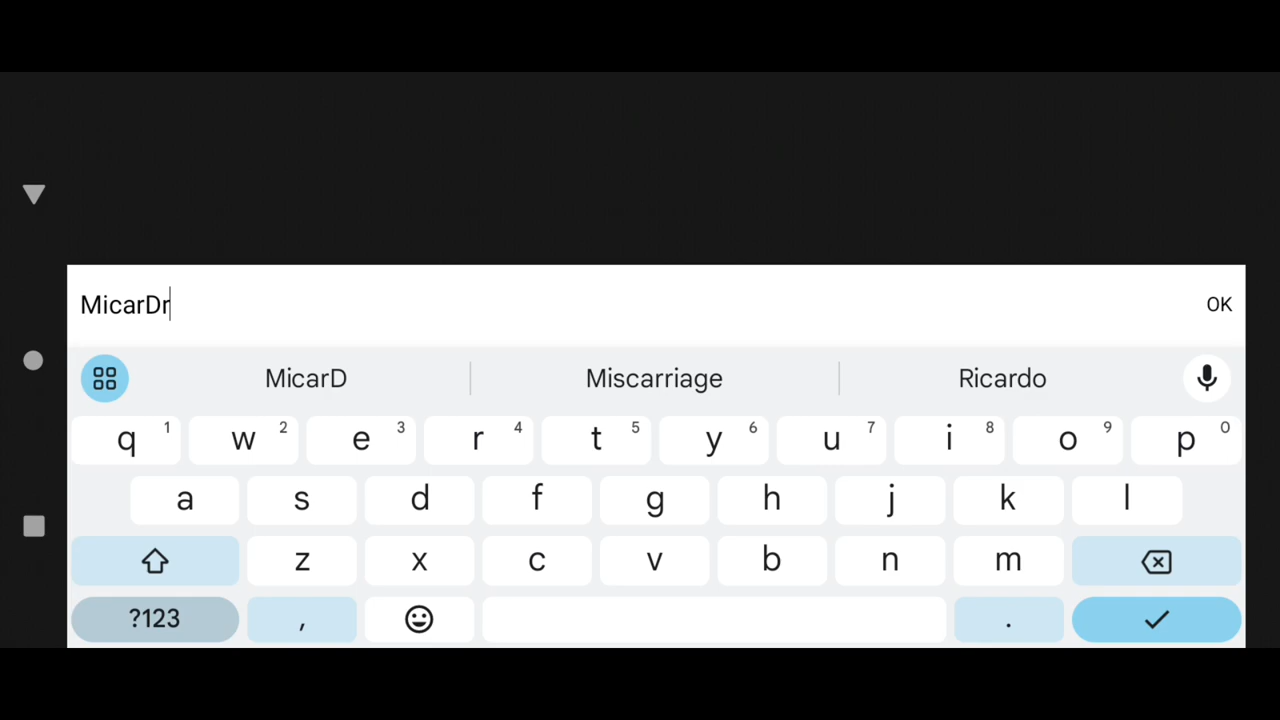 MicarDr
OK
MicarD Miscarriage Ricardo
q 1 w 2 e 3 r 4 t 5 y 6 u 7 i 8 o 9 p 0
a s d f g h j k l
z x c v b n m
?123 , .